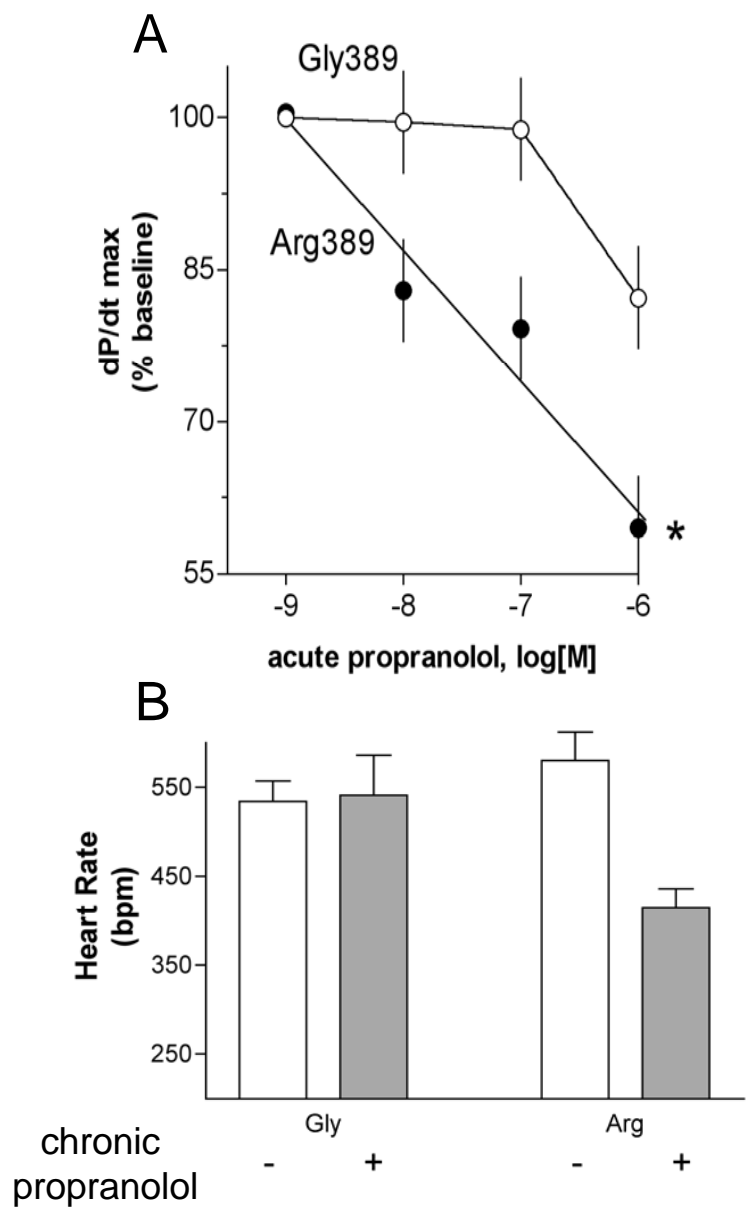 A
Gly389
Arg389
dP/dt max
(% baseline)
100
85
70
55
*
-9 -8 -7 -6
acute propranolol, log[M]
B
Heart Rate
(bpm)
550
450
350
250
Gly Arg
chronic
propranolol
- + - +